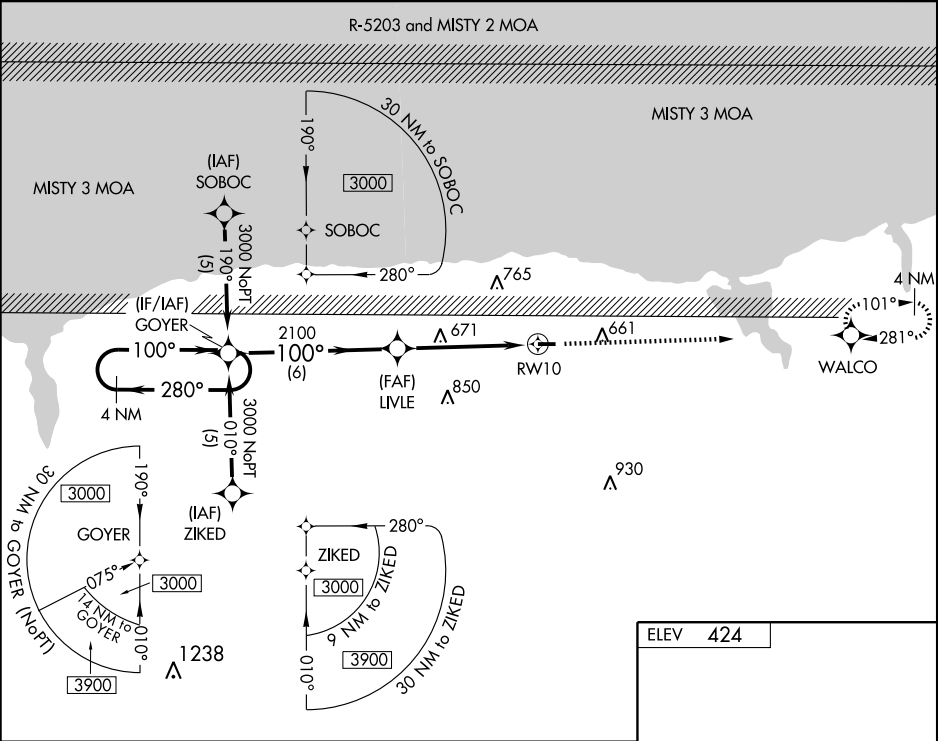 R-5203 and MISTY 2 MOA
MISTY 3 MOA
MISTY 3 MOA
(IAF)
SOBOC
190°
30 NM to SOBOC
3000
SOBOC
280°
3000 NoPT
190°
(5)
765
4 NM
(IF/IAF)
GOYER
100°
280°
4 NM
2100
100°
(6)
671
661
101°
281°
WALCO
(FAF)
LIVLE
RW10
850
3000 NoPT
010°
(5)
930
(IAF)
ZIKED
30 NM to GOYER (NoPT)
190°
3000
GOYER
075°
3000
14 NM to
GOYER
010°
3900
1238
280°
ZIKED
3000
9 NM to ZIKED
010°
3900
30 NM to ZIKED
ELEV 424